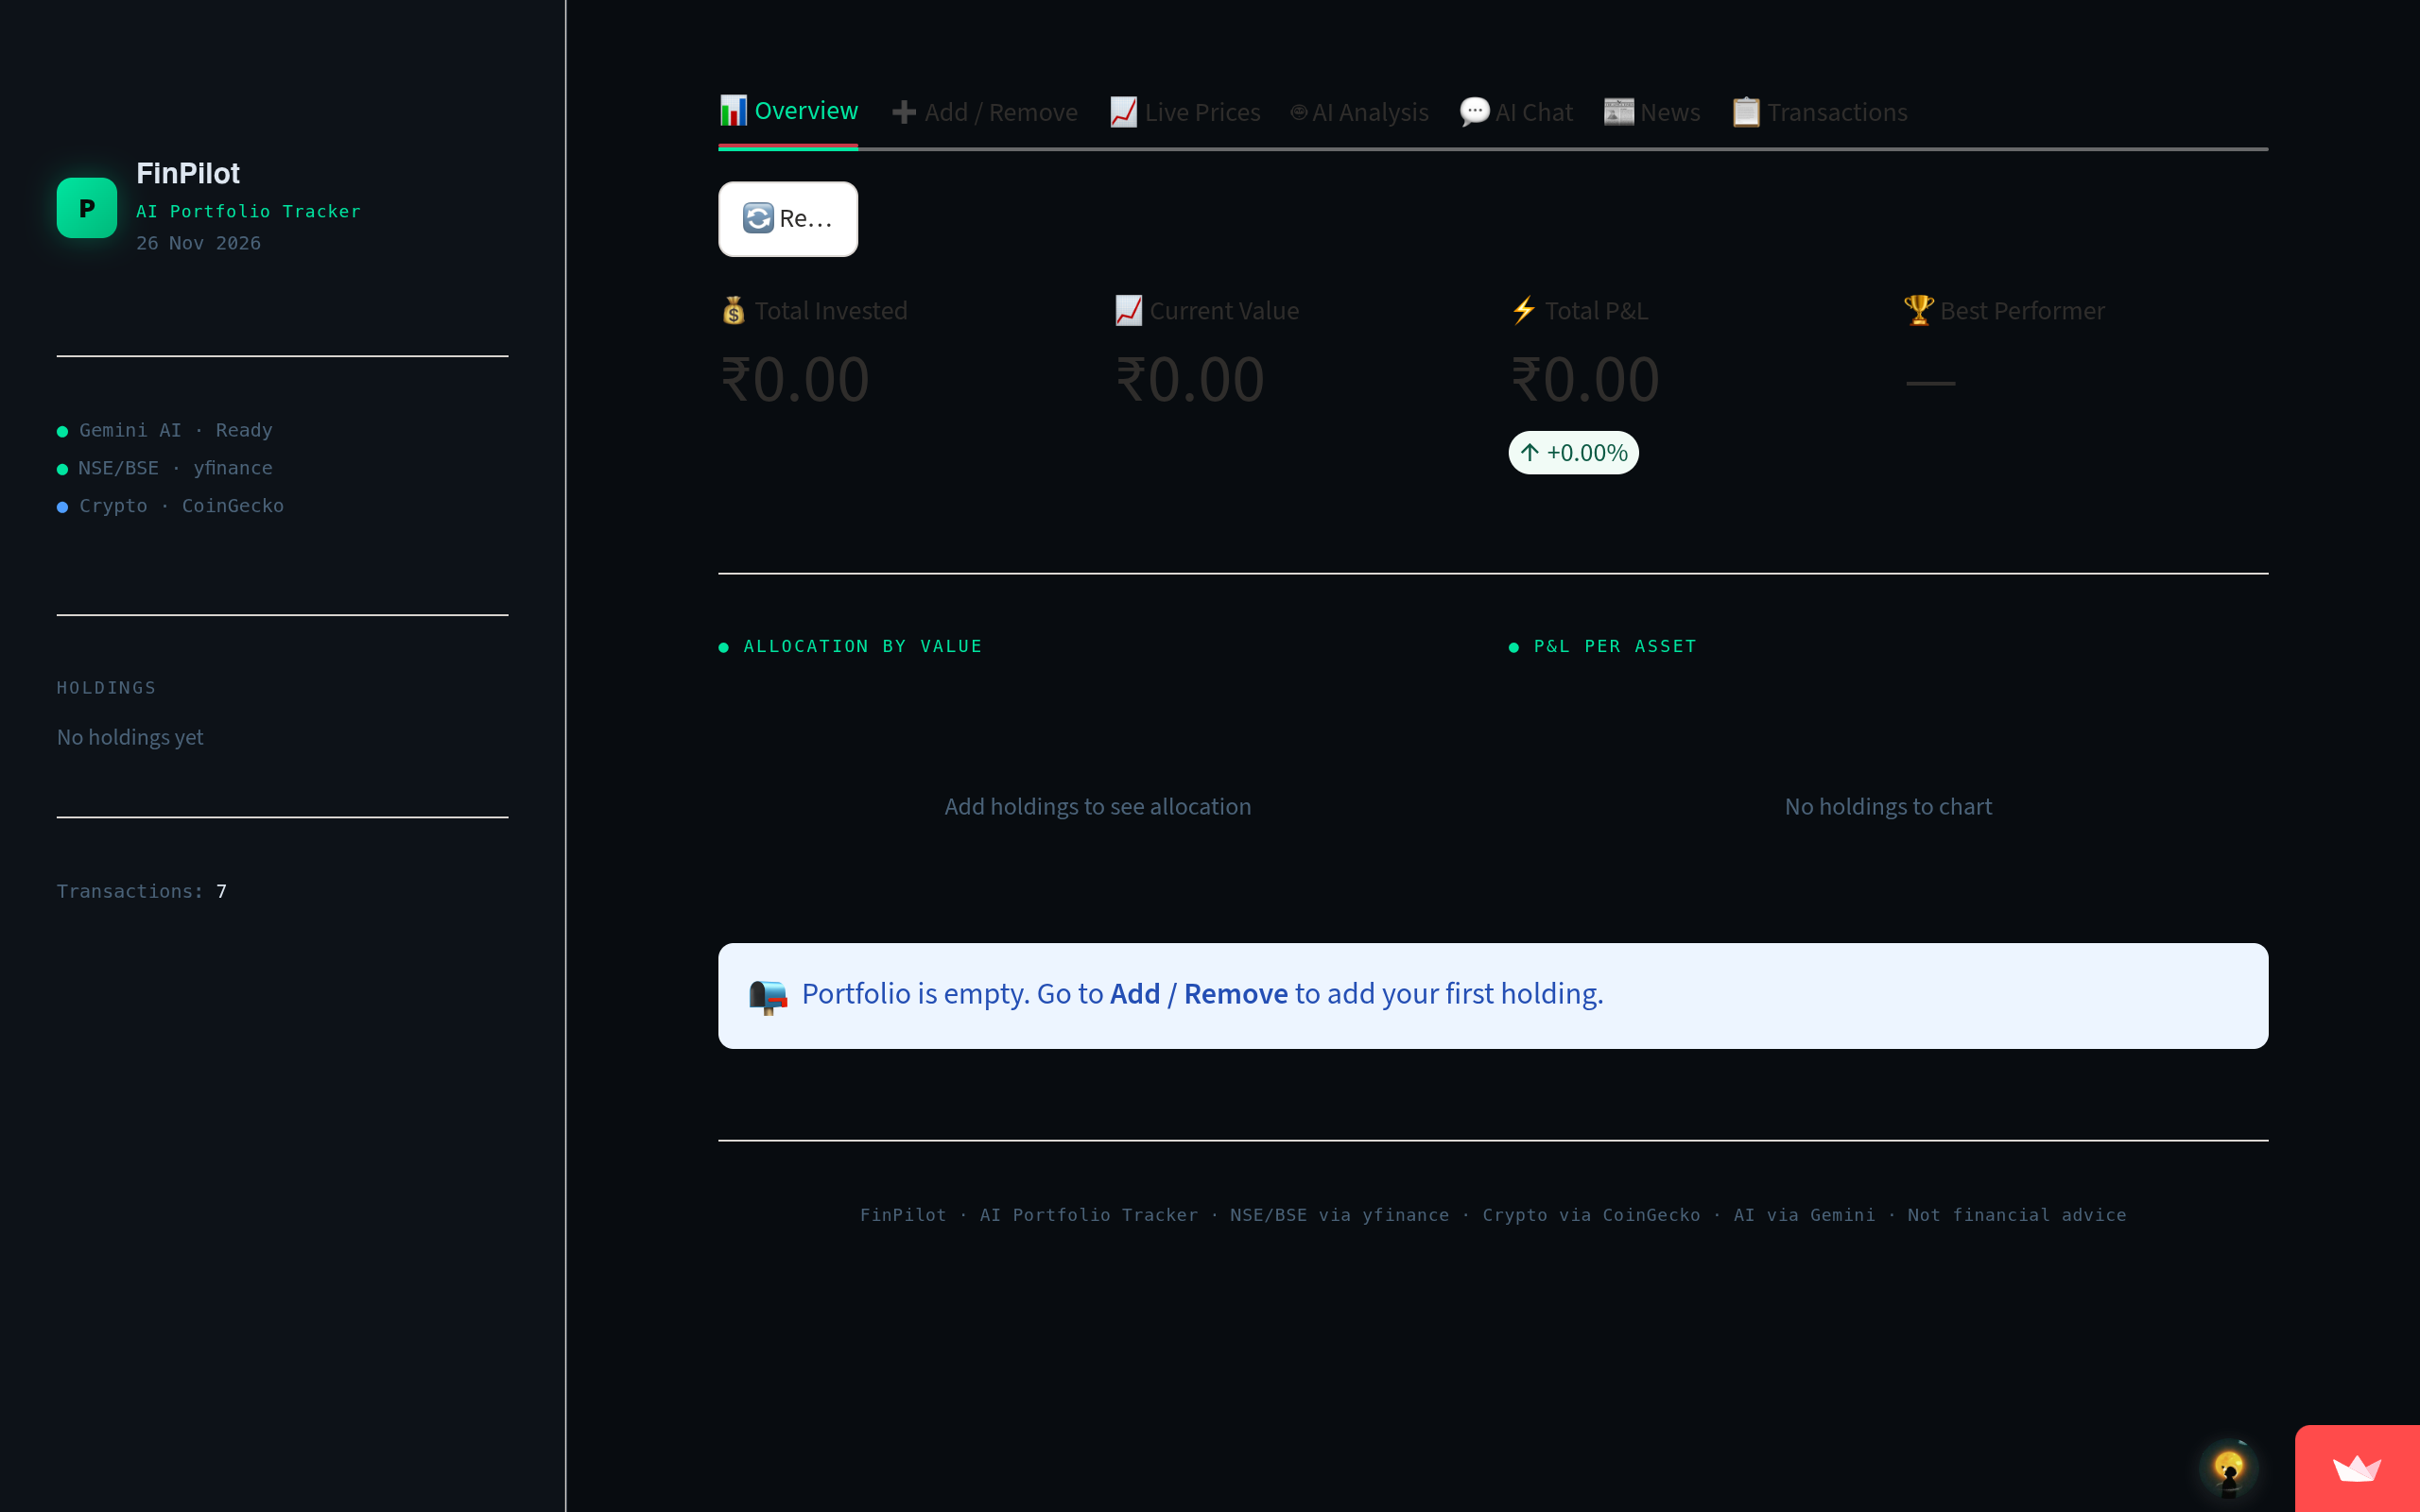 P
FinPilot
AI Portfolio Tracker
26 Nov 2026
Gemini AI · Ready
NSE/BSE · yfinance
Crypto · CoinGecko
HOLDINGS
No holdings yet
Transactions: 7
Overview
Add / Remove
Live Prices
AI Analysis
AI Chat
News
Transactions
Re...
Total Invested
₹0.00
Current Value
₹0.00
Total P&L
₹0.00
↑ +0.00%
Best Performer
—
ALLOCATION BY VALUE
P&L PER ASSET
Add holdings to see allocation
No holdings to chart
Portfolio is empty. Go to Add / Remove to add your first holding.
FinPilot · AI Portfolio Tracker · NSE/BSE via yfinance · Crypto via CoinGecko · AI via Gemini · Not financial advice